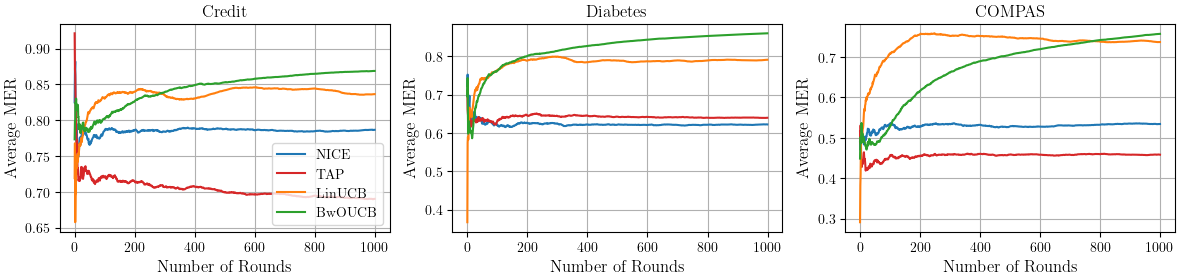 Credit
Average MER
0.90
0.85
0.80
0.75
0.70
0.65
0 200 400 600 800 1000
Number of Rounds
NICE
TAP
LinUCB
BwOUCB
Diabetes
Average MER
0.8
0.7
0.6
0.5
0.4
0 200 400 600 800 1000
Number of Rounds
COMPAS
Average MER
0.7
0.6
0.5
0.4
0.3
0 200 400 600 800 1000
Number of Rounds